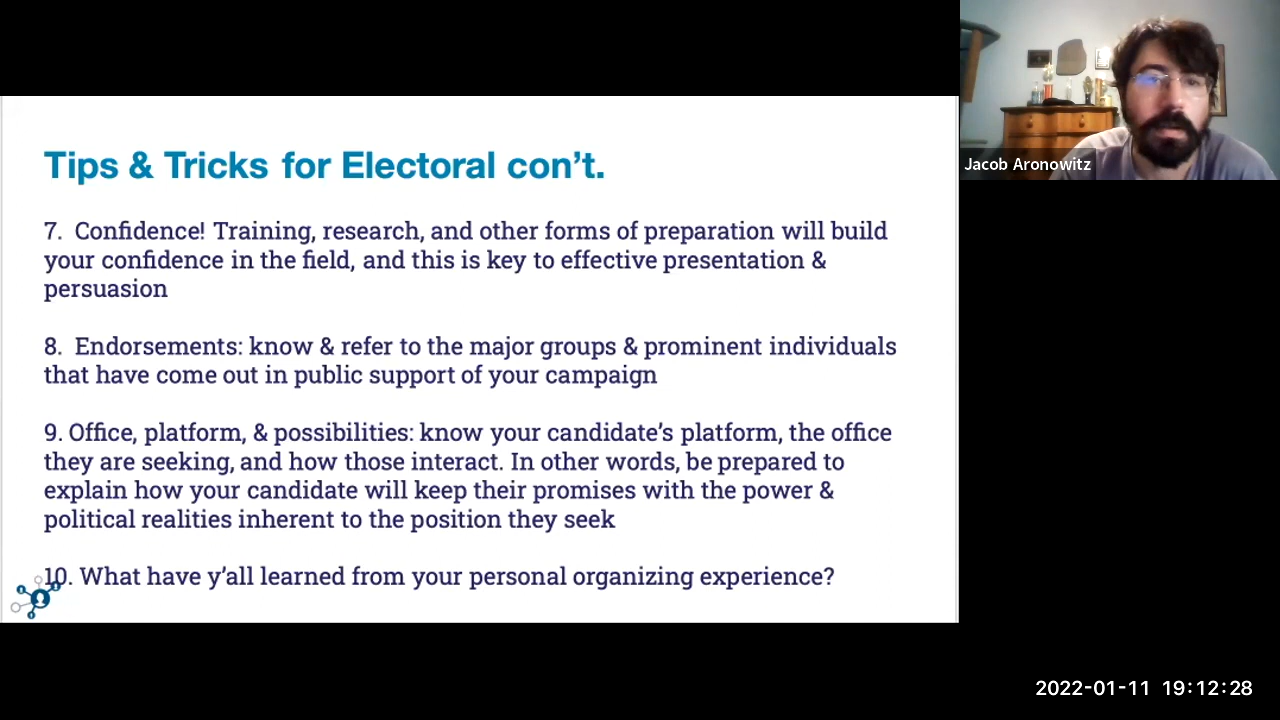 Tips & Tricks for Electoral con’t.
7. Confidence! Training, research, and other forms of preparation will build
your confidence in the field, and this is key to effective presentation &
persuasion
8. Endorsements: know & refer to the major groups & prominent individuals
that have come out in public support of your campaign
9. Office, platform, & possibilities: know your candidate’s platform, the office
they are seeking, and how those interact. In other words, be prepared to
explain how your candidate will keep their promises with the power &
political realities inherent to the position they seek
10. What have y’all learned from your personal organizing experience?
Jacob Aronowitz
2022-01-11 19:12:28